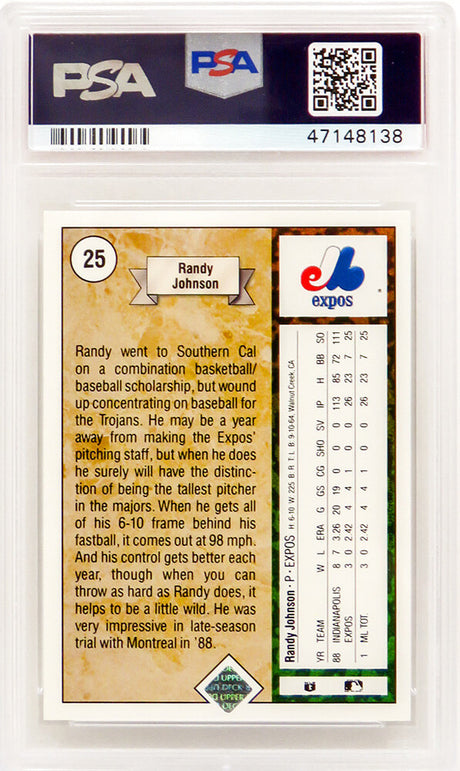 PSA
PSA
47148138
25
Randy
Johnson
expos
Randy went to Southern Cal
on a combination basketball/
baseball scholarship, but wound
up concentrating on baseball for
the Trojans. He may be a year
away from making the Expos'
pitching staff, but when he does
he surely will have the distinc-
tion of being the tallest pitcher
in the majors. When he gets all
of his 6-10 frame behind his
fastball, it comes out at 98 mph.
And his control gets better each
year, though when you can
throw as hard as Randy does, it
helps to be a little wild. He was
very impressive in late-season
trial with Montreal in '88.
Randy Johnson • P • EXPOS H 6-10 W 225 B: R T: L B: 9-10-64, Walnut Creek, CA
YR TEAM W L ERA G GS CG SHO SV IP H BB SO
88 INDIANAPOLIS 8 7 3.26 20 19 0 0 0 113 85 72 111
EXPOS 3 0 2.42 4 4 1 0 0 26 23 7 25
1 ML TOT. 3 0 2.42 4 4 1 0 0 26 23 7 25